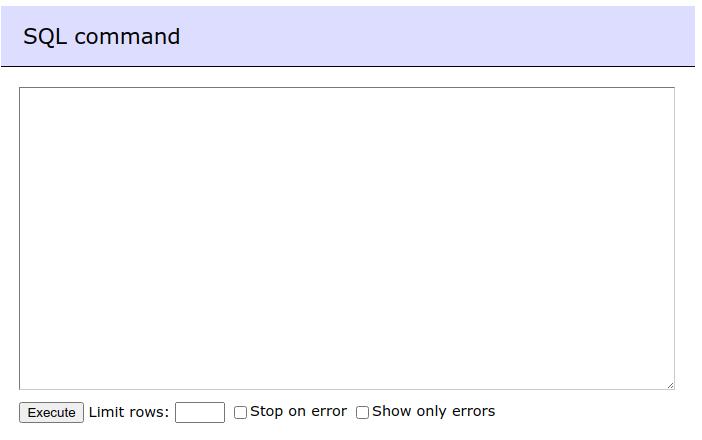 SQL command
Execute Limit rows: Stop on error Show only errors